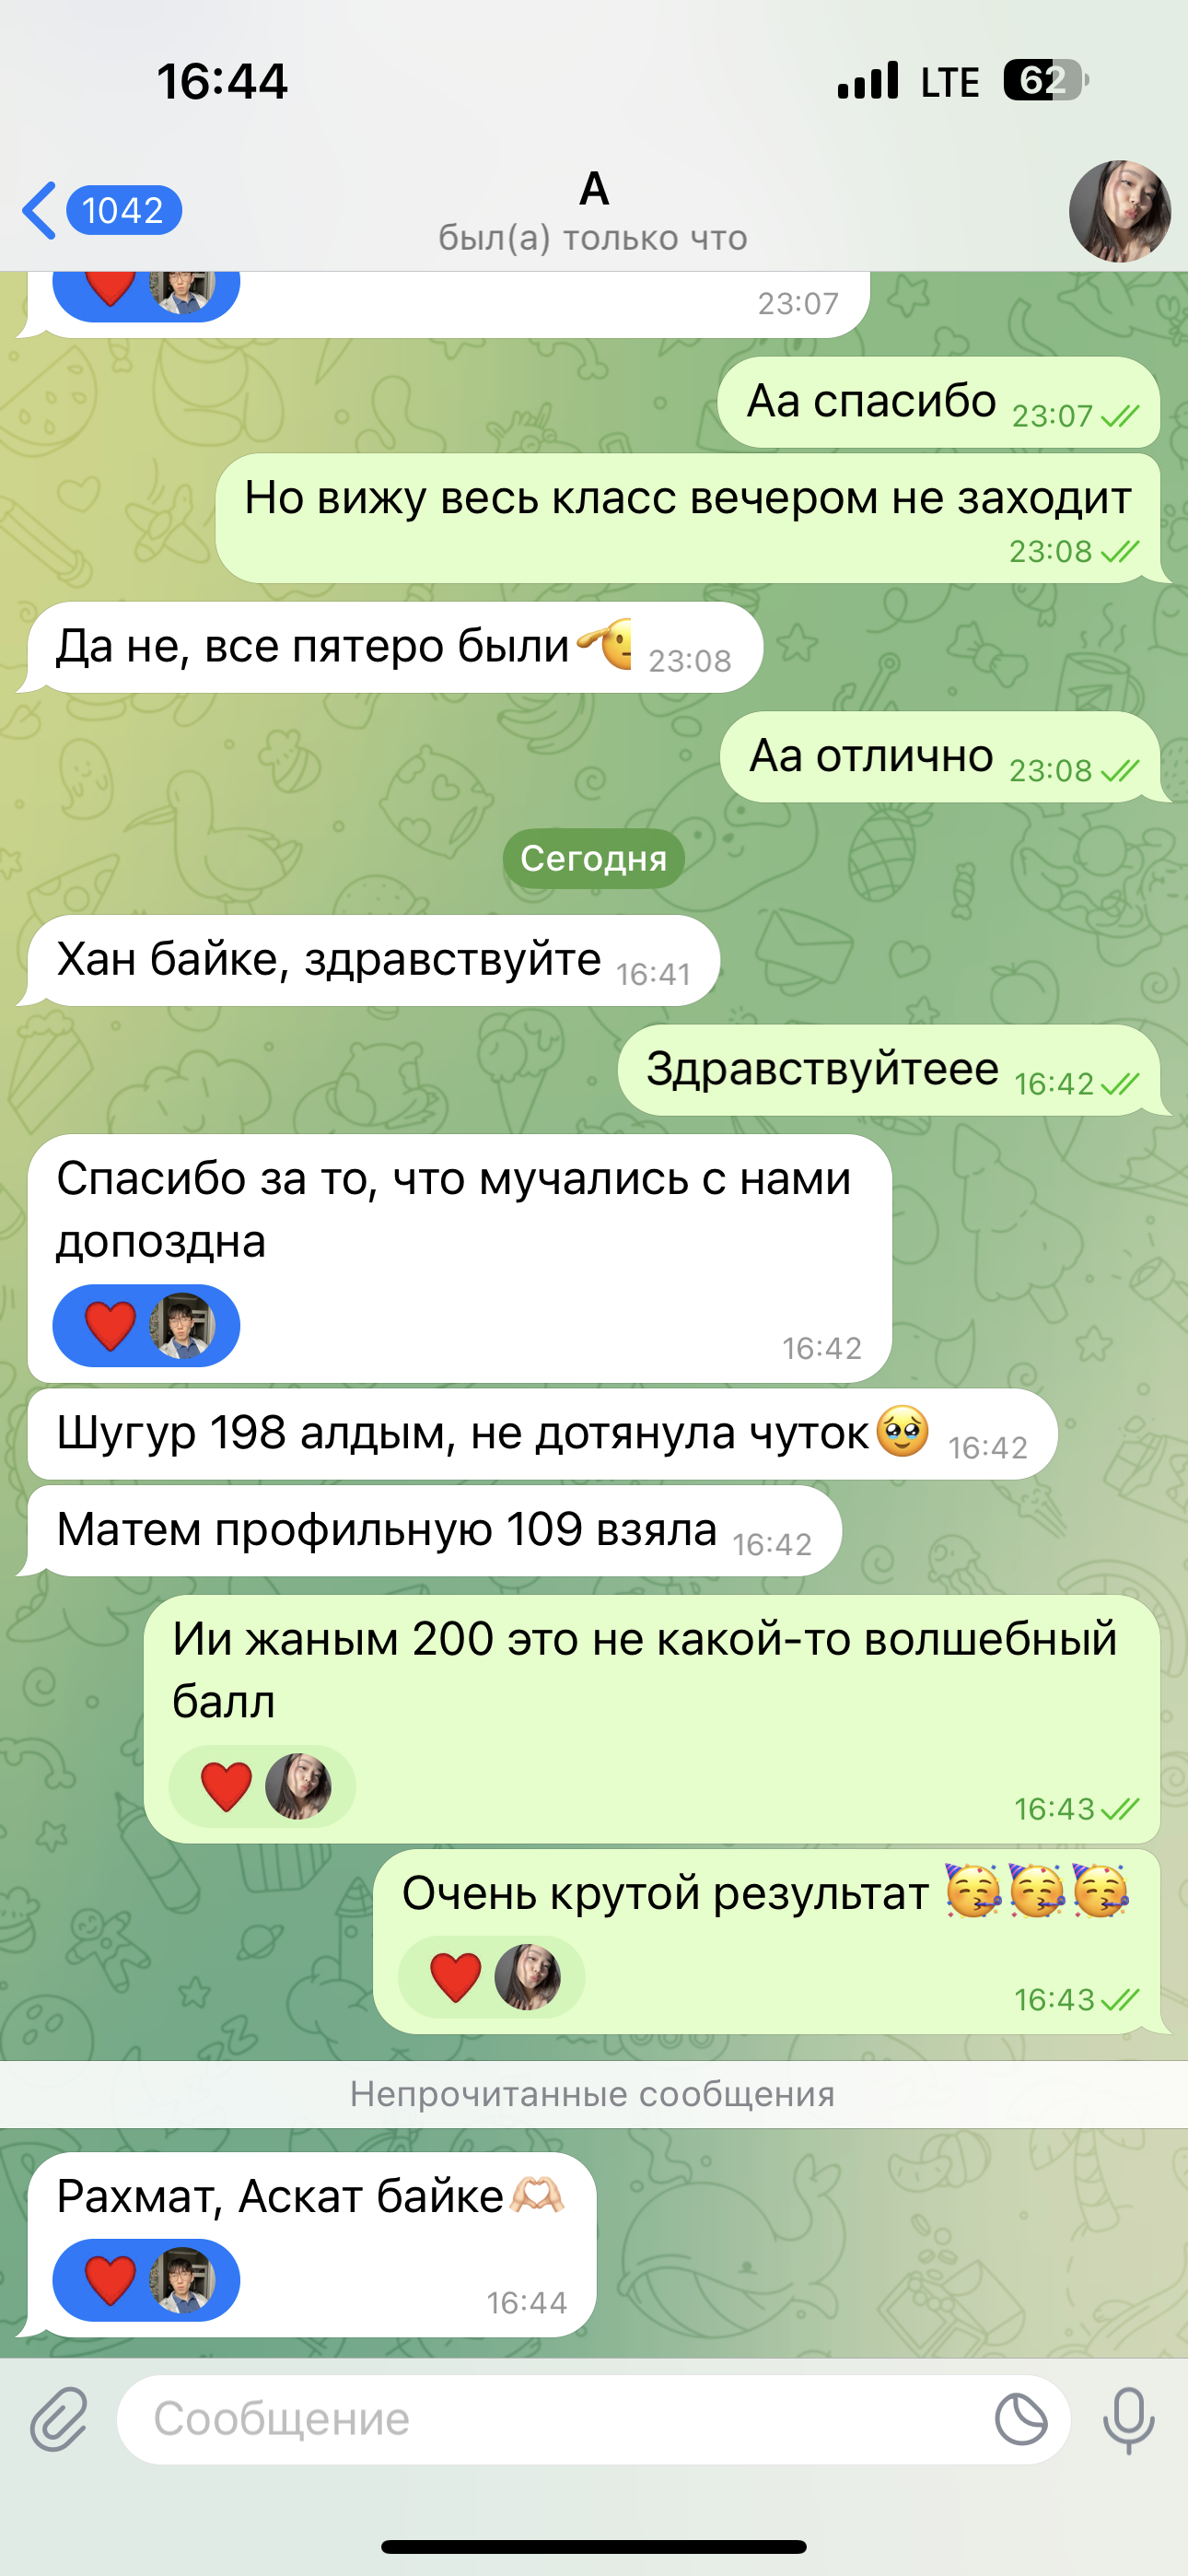 16:44
LTE 62
1042
А
был(а) только что
23:07
Аа спасибо 23:07
Но вижу весь класс вечером не заходит
23:08
Да не, все пятеро были 23:08
Аа отлично 23:08
Сегодня
Хан байке, здравствуйте 16:41
Здравствуйтеее 16:42
Спасибо за то, что мучались с нами
допоздна
16:42
Шугур 198 алдым, не дотянула чуток🥹 16:42
Матем профильную 109 взяла 16:42
Ии жаным 200 это не какой-то волшебный
балл
❤️
16:43
Очень крутой результат 🥳🥳🥳
❤️
16:43
Непрочитанные сообщения
Рахмат, Аскат байке🫶🏻
❤️
16:44
Сообщение